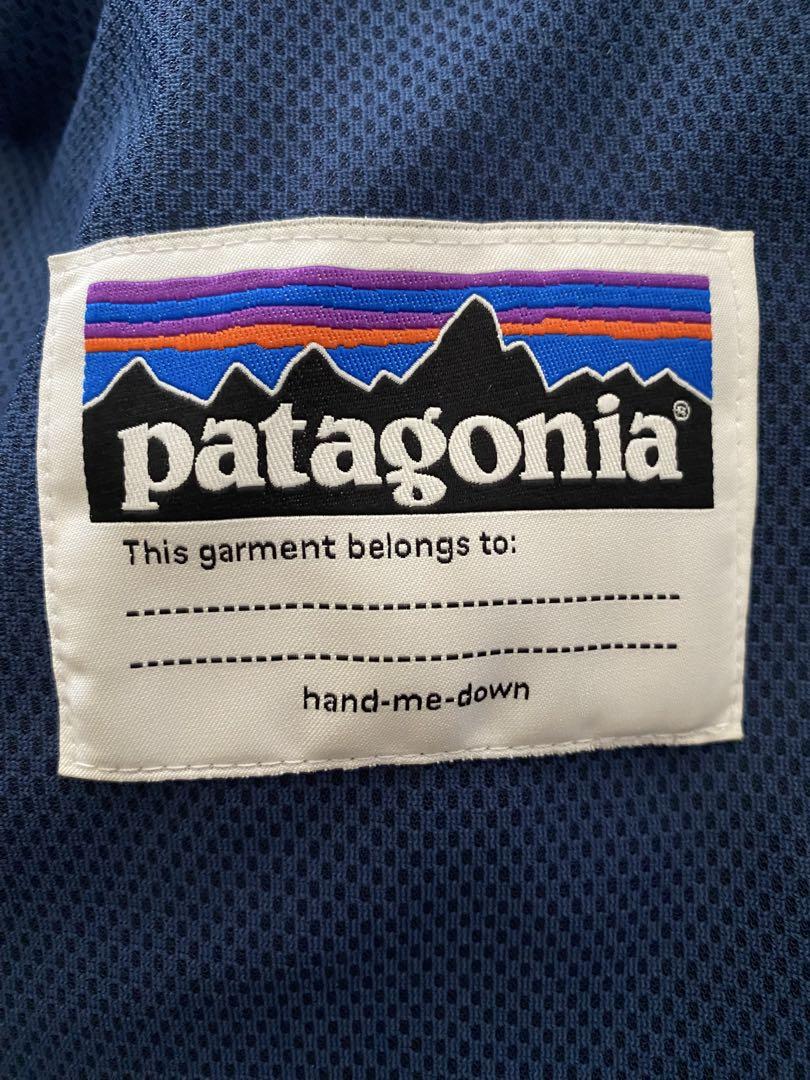 patagonia®
This garment belongs to:
hand-me-down